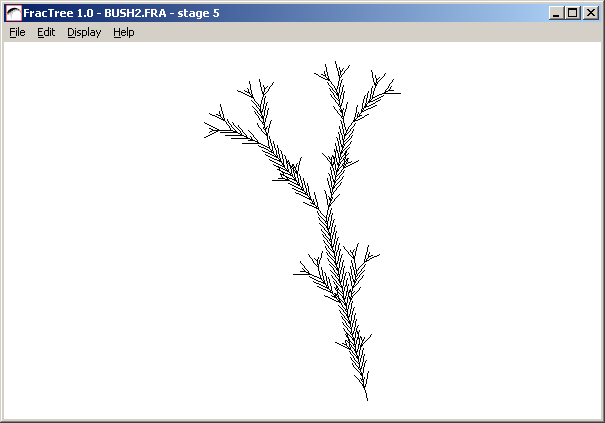 FracTree 1.0 - BUSH2.FRA - stage 5
File Edit Display Help